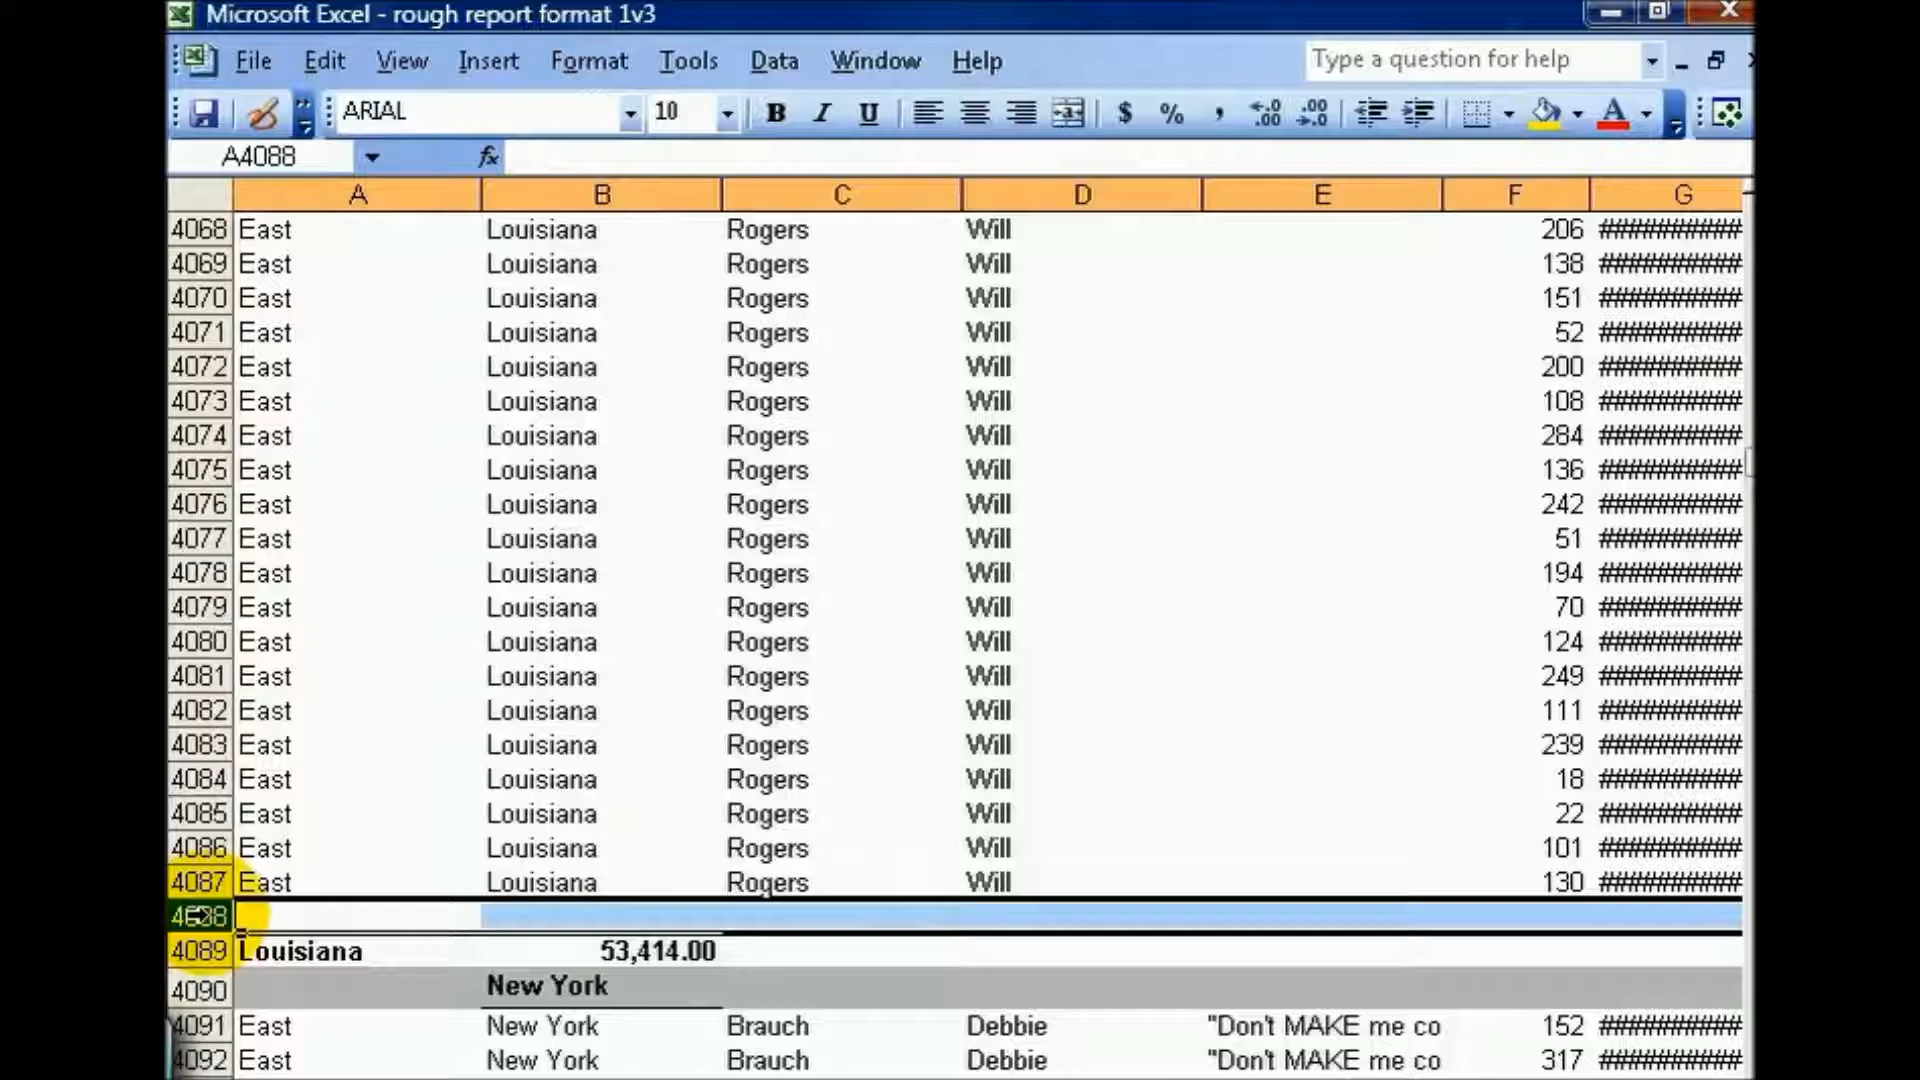 Microsoft Excel - rough report format 1v3
File Edit View Insert Format Tools Data Window Help Type a question for help
ARIAL 10 B I U $ % , .00 .00 A
A4088 fx
A B C D E F G
4068 East Louisiana Rogers Will 206 ##########
4069 East Louisiana Rogers Will 138 ##########
4070 East Louisiana Rogers Will 151 ##########
4071 East Louisiana Rogers Will 52 ##########
4072 East Louisiana Rogers Will 200 ##########
4073 East Louisiana Rogers Will 108 ##########
4074 East Louisiana Rogers Will 284 ##########
4075 East Louisiana Rogers Will 136 ##########
4076 East Louisiana Rogers Will 242 ##########
4077 East Louisiana Rogers Will 51 ##########
4078 East Louisiana Rogers Will 194 ##########
4079 East Louisiana Rogers Will 70 ##########
4080 East Louisiana Rogers Will 124 ##########
4081 East Louisiana Rogers Will 249 ##########
4082 East Louisiana Rogers Will 111 ##########
4083 East Louisiana Rogers Will 239 ##########
4084 East Louisiana Rogers Will 18 ##########
4085 East Louisiana Rogers Will 22 ##########
4086 East Louisiana Rogers Will 101 ##########
4087 East Louisiana Rogers Will 130 ##########
4089 Louisiana 53,414.00
4090 New York
4091 East New York Brauch Debbie "Don't MAKE me co 152 ##########
4092 East New York Brauch Debbie "Don't MAKE me co 317 ##########